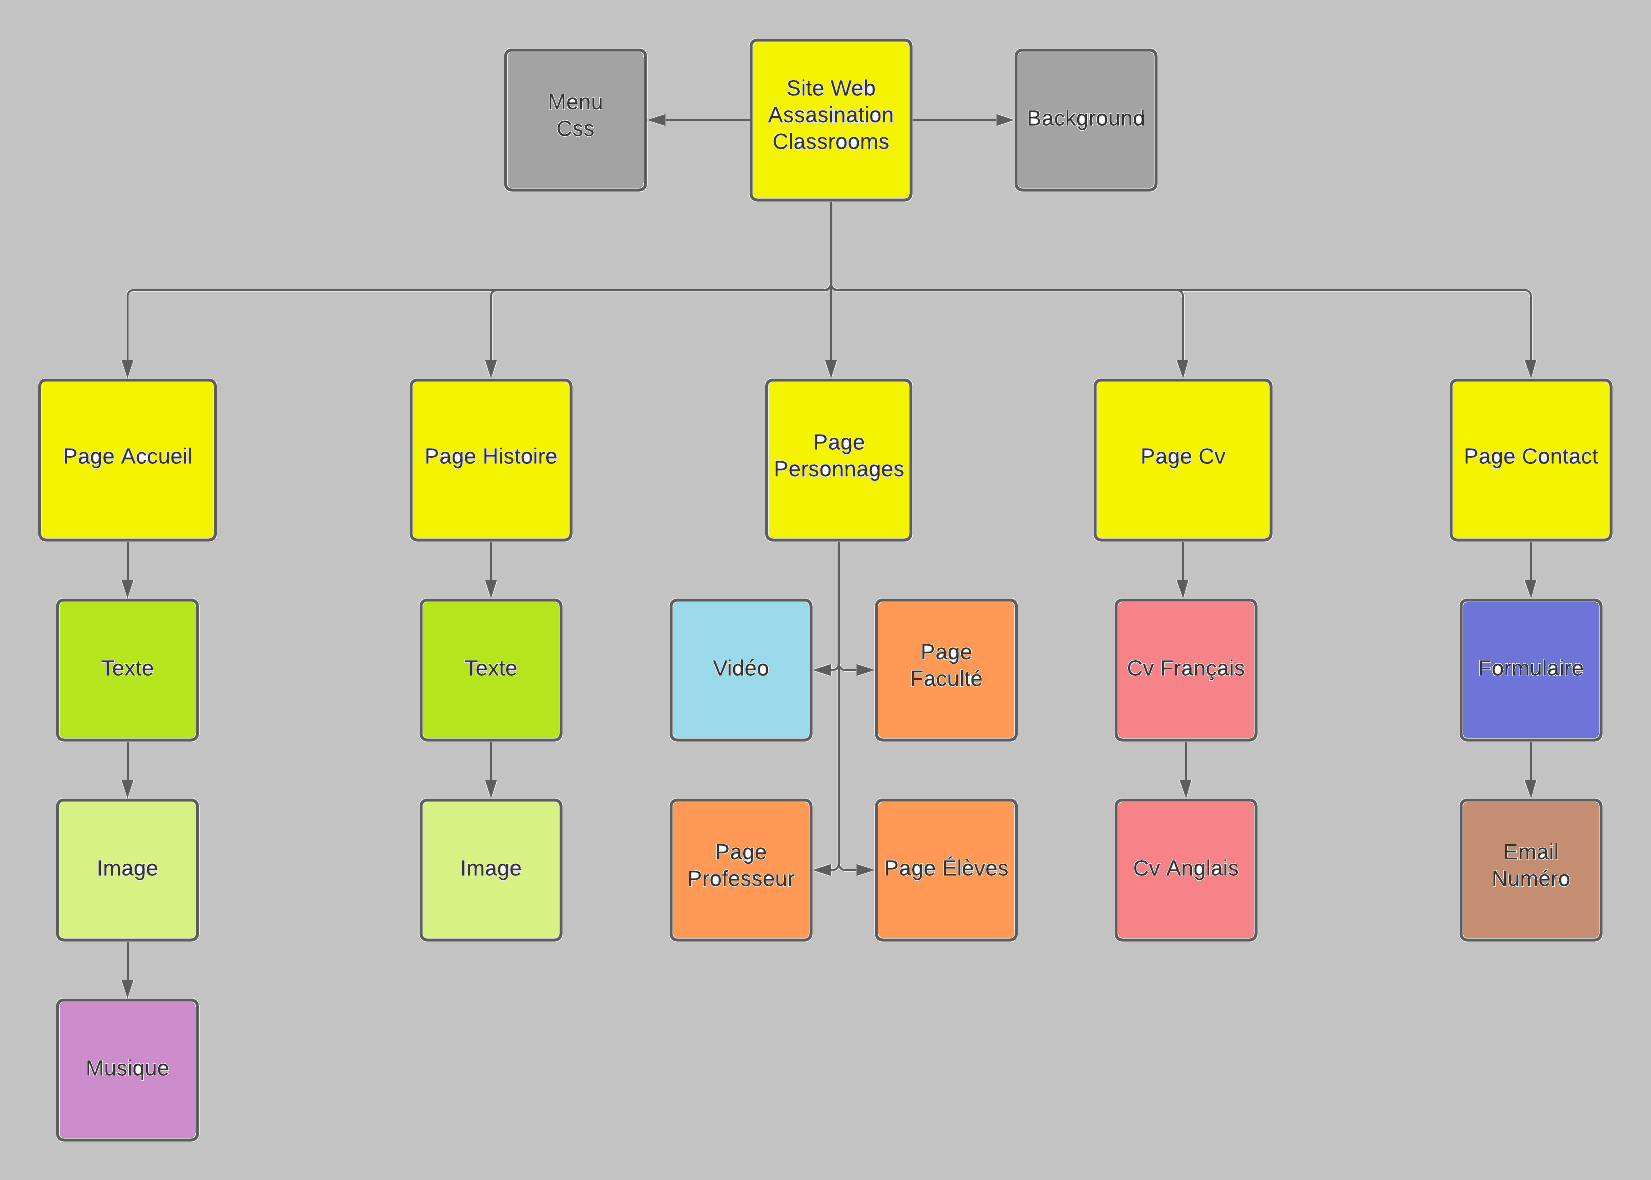 Menu
Css
Site Web
Assasination
Classrooms
Background
Page Accueil
Page Histoire
Page
Personnages
Page Cv
Page Contact
Texte
Texte
Vidéo
Page
Faculté
Cv Français
Formulaire
Image
Image
Page
Professeur
Page Élèves
Cv Anglais
Email
Numéro
Musique